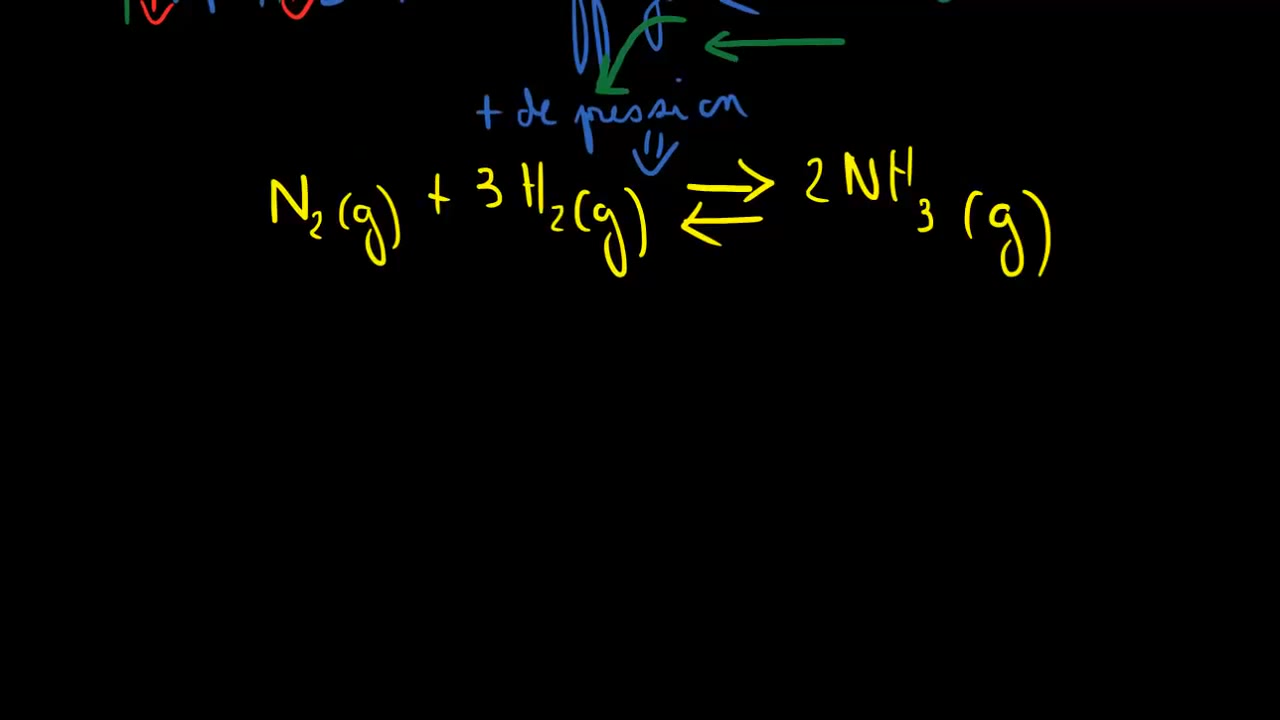 + de pression
N₂(g) + 3 H₂(g) ⇌ 2 NH₃ (g)